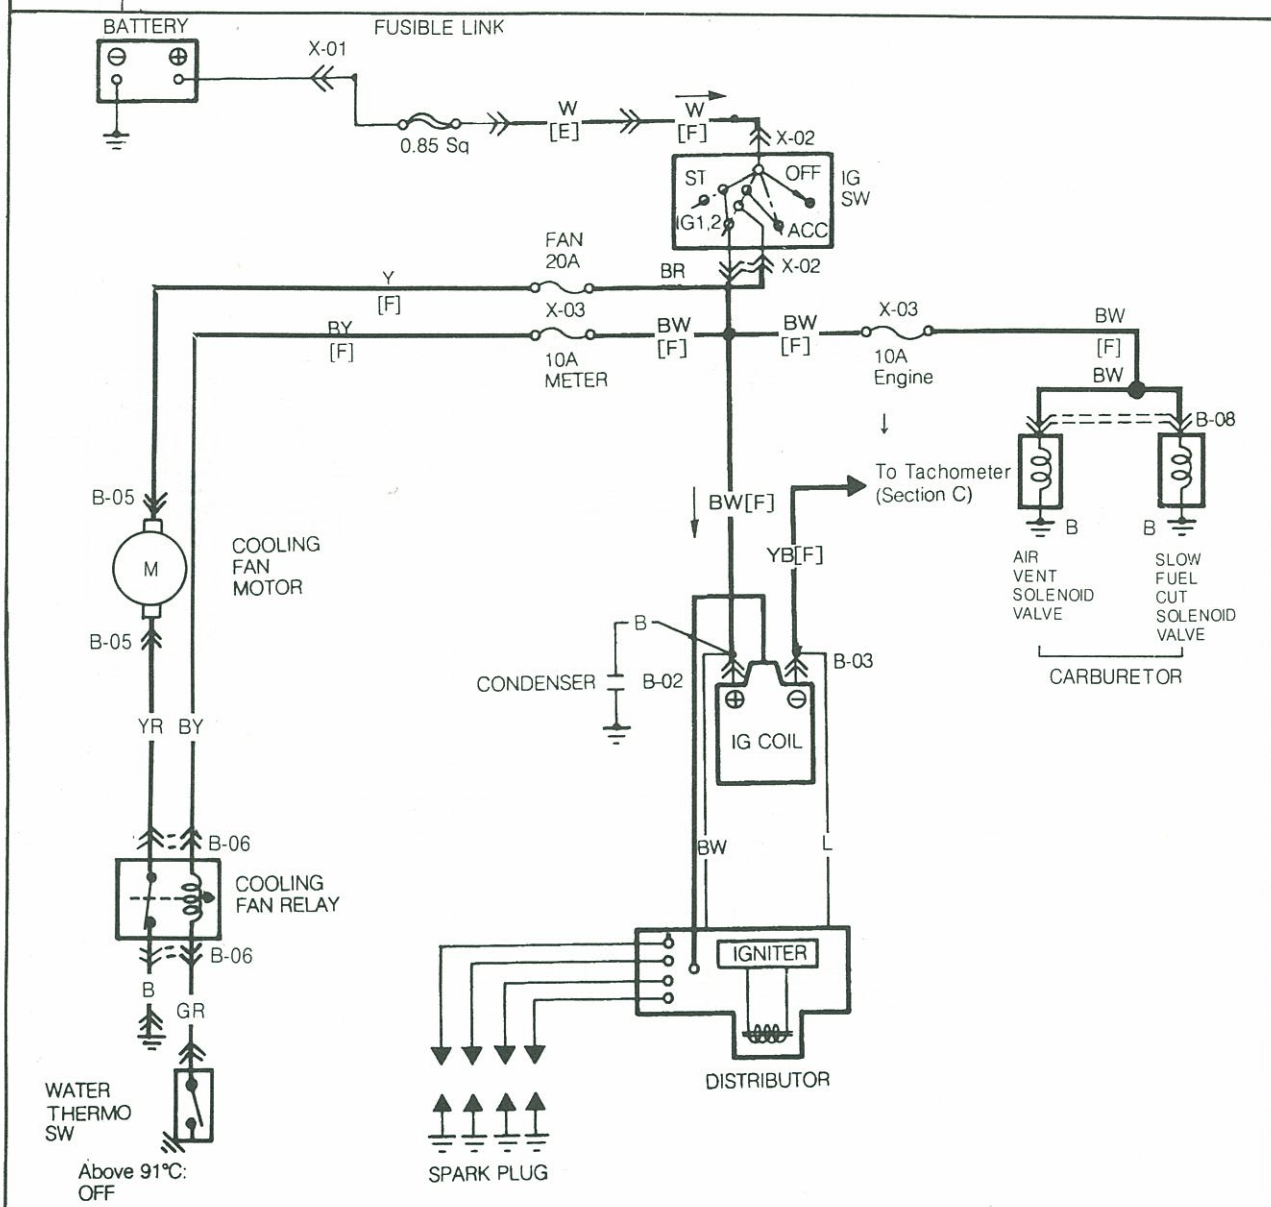 BATTERY
FUSIBLE LINK
X-01
0.85 Sq
W
[E]
W
[F]
X-02
ST
OFF
IG
SW
IG1,2
ACC
X-02
FAN
20A
BR
Y
[F]
X-03
BY
[F]
10A
METER
BW
[F]
BW
[F]
X-03
10A
Engine
BW
[F]
BW
B-08
To Tachometer
(Section C)
B
B
AIR
VENT
SOLENOID
VALVE
SLOW
FUEL
CUT
SOLENOID
VALVE
CARBURETOR
B-05
M
COOLING
FAN
MOTOR
B-05
BW[F]
YB[F]
B
CONDENSER
B-02
B-03
IG COIL
YR
BY
B-06
COOLING
FAN RELAY
B-06
BW
L
B
GR
IGNITER
DISTRIBUTOR
WATER
THERMO
SW
Above 91°C:
OFF
SPARK PLUG